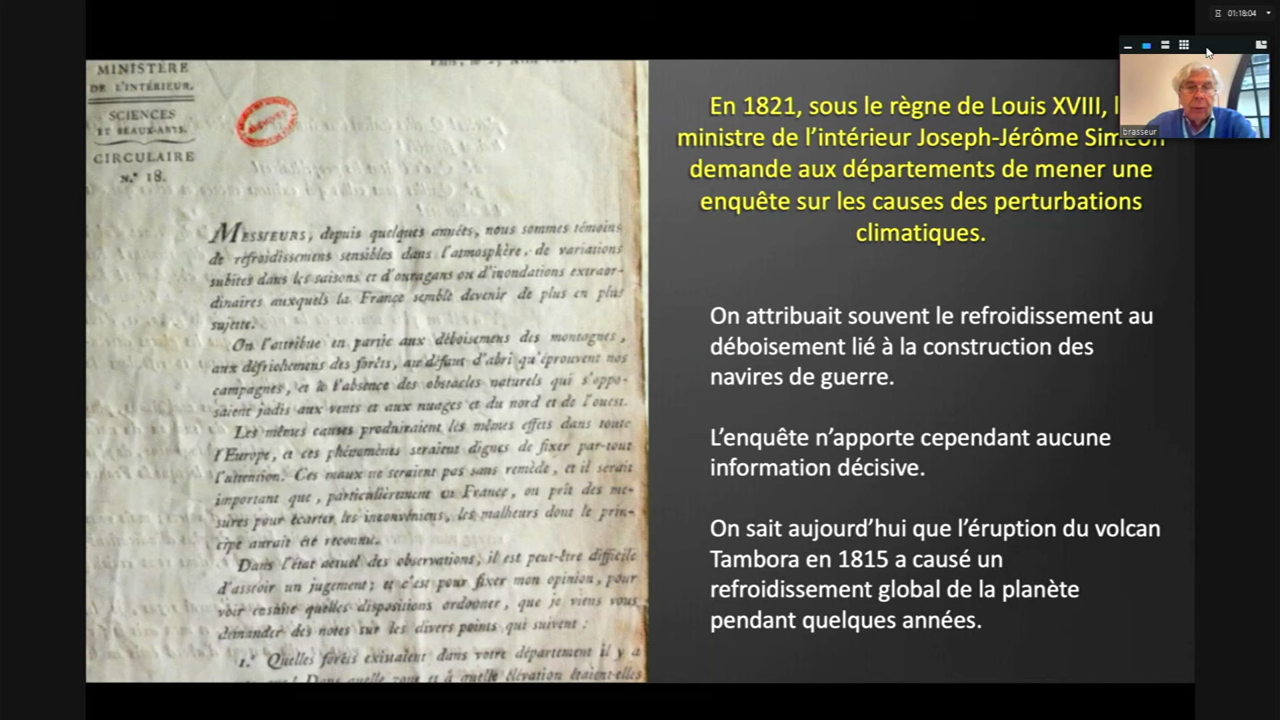 01:18:04
brasseur
MINISTÈRE
DE L'INTÉRIEUR.
SCIENCES
ET BEAUX-ARTS.
CIRCULAIRE
N.º 18.
MESSIEURS, depuis quelques années, nous sommes témoins
de refroidissemens sensibles dans l'atmosphère, de variations
subites dans les saisons et d'ouragans ou d'inondations extraor-
dinaires auxquels la France semble devenir de plus en plus
sujette.
On l'attribue en partie aux déboisemens des montagnes,
aux défrichemens des forêts, au défaut d'abri qu'éprouvent nos
campagnes, et à l'absence des obstacles naturels qui s'oppo-
saient jadis aux vents et aux nuages et du nord et de l'ouest.
Les mêmes causes produiraient les mêmes effets dans toute
l'Europe, et ces phénomènes seraient dignes de fixer par-tout
l'attention. Ces maux ne seraient pas sans remède, et il serait
important que, particulièrement en France, on prît des me-
sures pour écarter les inconvéniens, les malheurs dont le prin-
cipe aurait été reconnu.
Dans l'état actuel des observations, il est peut-être difficile
d'asseoir un jugement; et c'est pour fixer mon opinion, pour
voir ensuite quelles dispositions ordonner, que je viens vous
demander des notes sur les divers points qui suivent :
1.º Quelles forêts existaient dans votre département il y a
Dans quelle zone et à quelle élévation étaient-elles
En 1821, sous le règne de Louis XVIII,
ministre de l'intérieur Joseph-Jérôme Siméon
demande aux départements de mener une
enquête sur les causes des perturbations
climatiques.
On attribuait souvent le refroidissement au
déboisement lié à la construction des
navires de guerre.
L'enquête n'apporte cependant aucune
information décisive.
On sait aujourd'hui que l'éruption du volcan
Tambora en 1815 a causé un
refroidissement global de la planète
pendant quelques années.